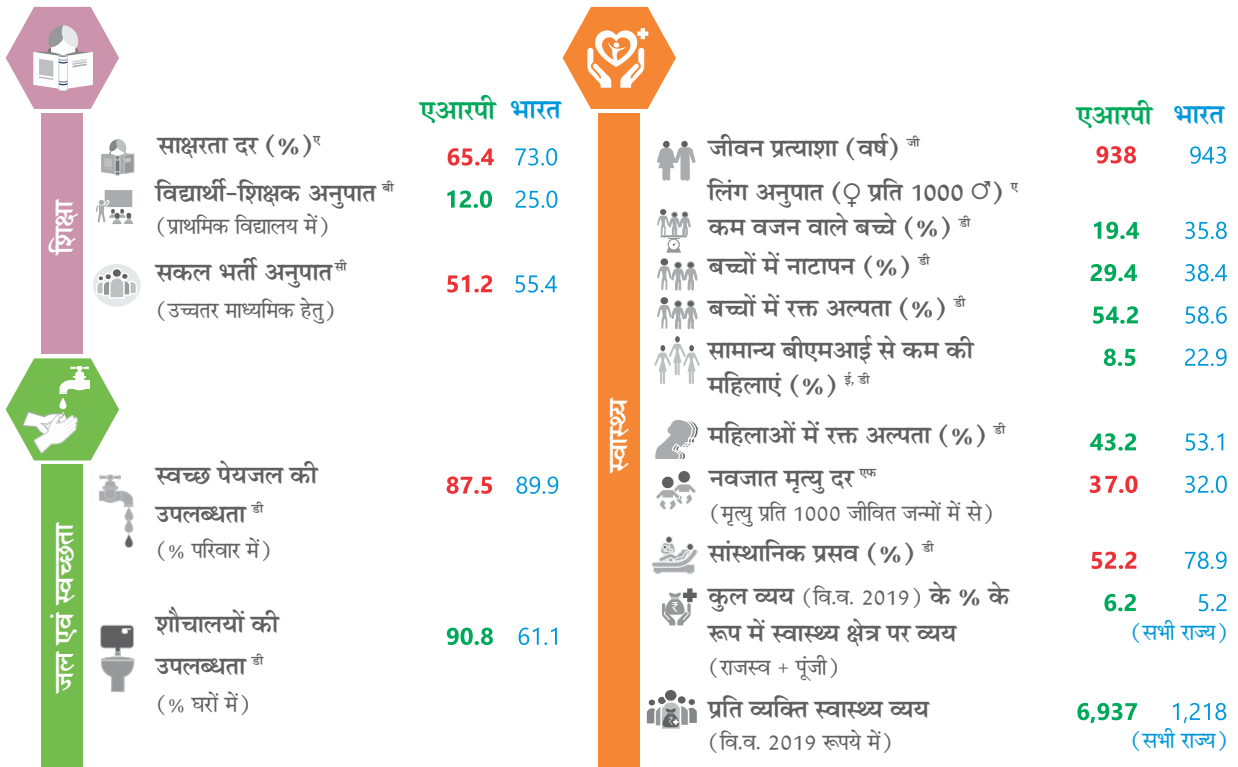 एआरपी भारत
शिक्षा
साक्षरता दर (%)ए 65.4 73.0
विद्यार्थी-शिक्षक अनुपात बी 12.0 25.0
(प्राथमिक विद्यालय में)
सकल भर्ती अनुपात सी 51.2 55.4
(उच्चतर माध्यमिक हेतु)
जल एवं स्वच्छता
स्वच्छ पेयजल की 87.5 89.9
उपलब्धता डी
(% परिवार में)
शौचालयों की 90.8 61.1
उपलब्धता डी
(% घरों में)
एआरपी भारत
स्वास्थ्य
जीवन प्रत्याशा (वर्ष) जी 938 943
लिंग अनुपात (♀ प्रति 1000 ♂) ए
कम वजन वाले बच्चे (%) डी 19.4 35.8
बच्चों में नाटापन (%) डी 29.4 38.4
बच्चों में रक्त अल्पता (%) डी 54.2 58.6
सामान्य बीएमआई से कम की 8.5 22.9
महिलाएं (%) ई, डी
महिलाओं में रक्त अल्पता (%) डी 43.2 53.1
नवजात मृत्यु दर एफ 37.0 32.0
(मृत्यु प्रति 1000 जीवित जन्मों में से)
सांस्थानिक प्रसव (%) डी 52.2 78.9
कुल व्यय (वि.व. 2019) के % के 6.2 5.2
रूप में स्वास्थ्य क्षेत्र पर व्यय (सभी राज्य)
(राजस्व + पूंजी)
प्रति व्यक्ति स्वास्थ्य व्यय 6,937 1,218
(वि.व. 2019 रूपये में) (सभी राज्य)